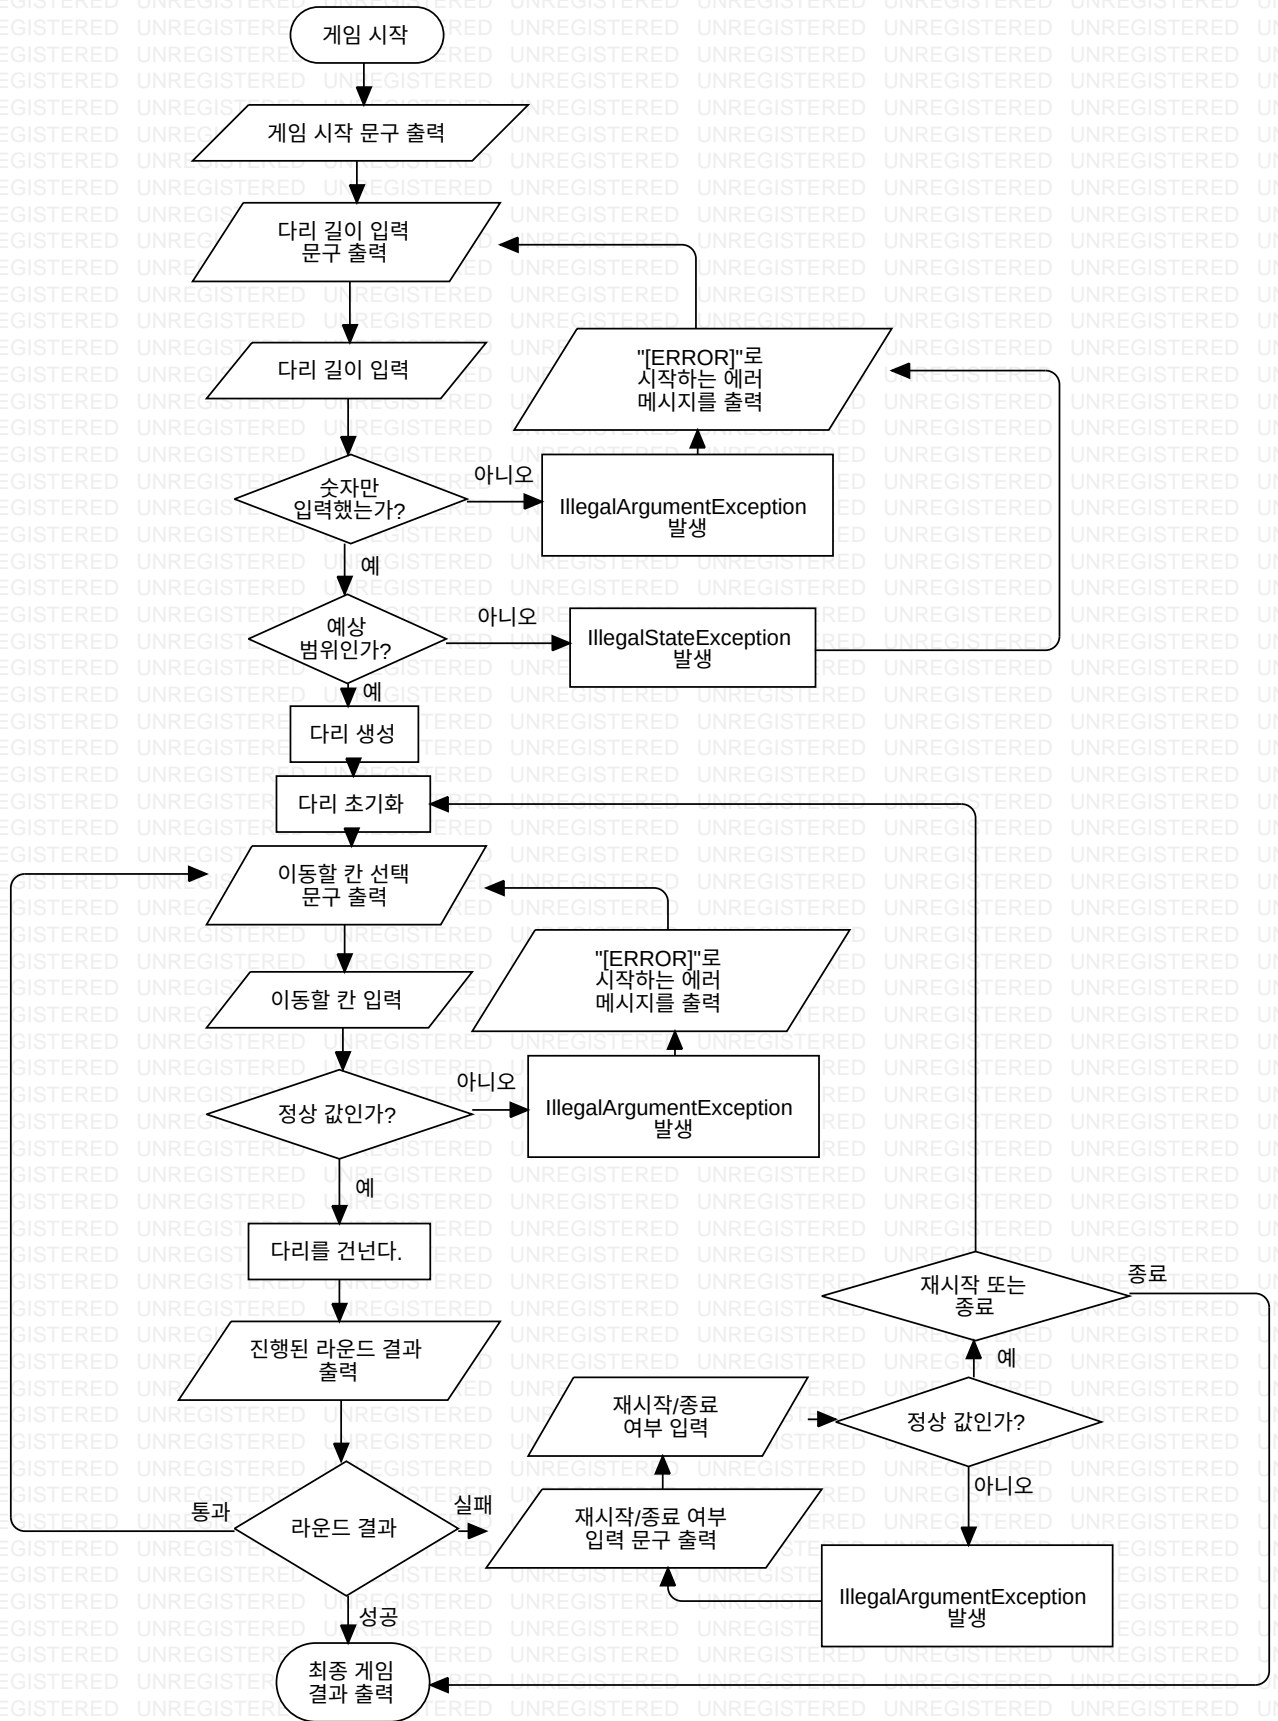 게임 시작
게임 시작 문구 출력
다리 길이 입력
문구 출력
다리 길이 입력
"[ERROR]"로
시작하는 에러
메시지를 출력
숫자만
입력했는가?
아니오
IllegalArgumentException
발생
예
예상
범위인가?
아니오
IllegalStateException
발생
예
다리 생성
다리 초기화
이동할 칸 선택
문구 출력
"[ERROR]"로
시작하는 에러
메시지를 출력
이동할 칸 입력
정상 값인가?
아니오
IllegalArgumentException
발생
예
다리를 건넌다.
진행된 라운드 결과
출력
라운드 결과
통과
실패
재시작/종료 여부
입력 문구 출력
재시작/종료
여부 입력
정상 값인가?
예
재시작 또는
종료
종료
아니오
IllegalArgumentException
발생
성공
최종 게임
결과 출력
UNREGISTERED